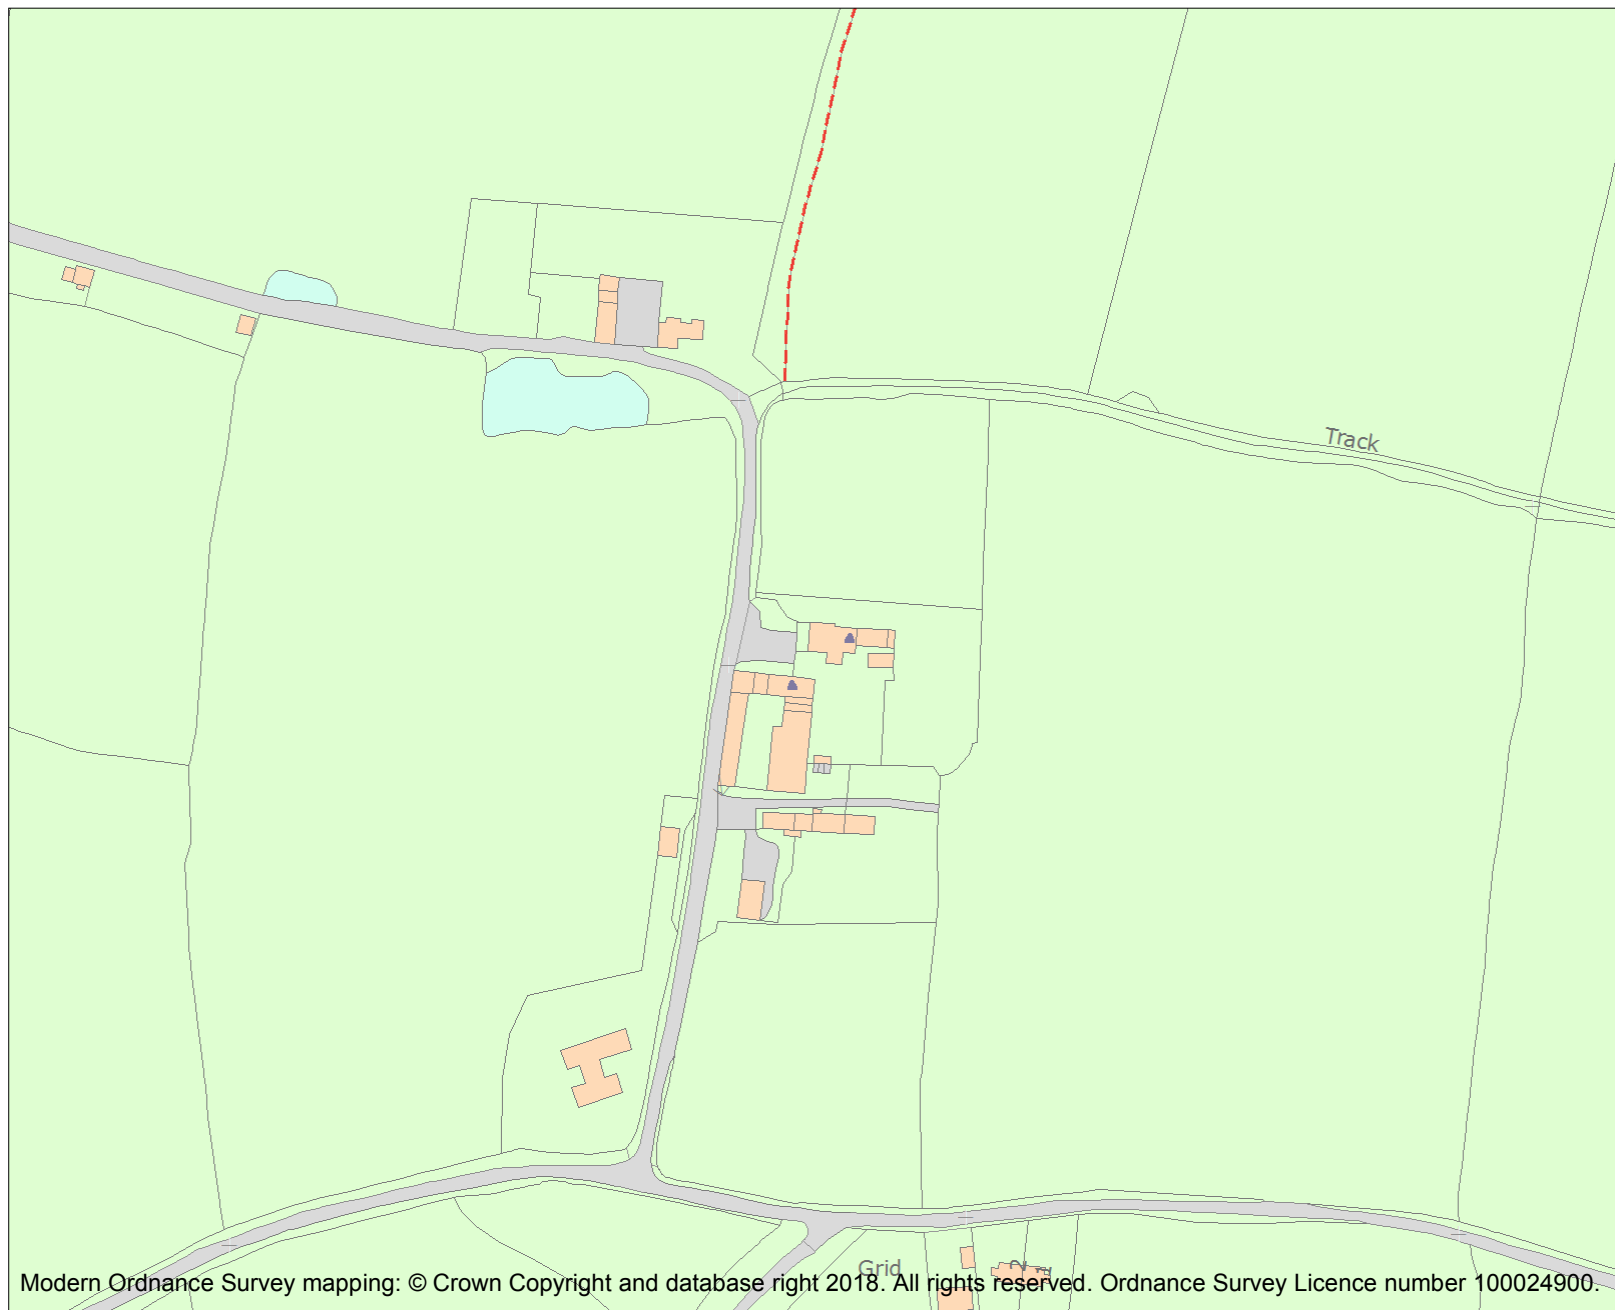 Track
Grid
Modern Ordnance Survey mapping: © Crown Copyright and database right 2018. All rights reserved. Ordnance Survey Licence number 100024900.